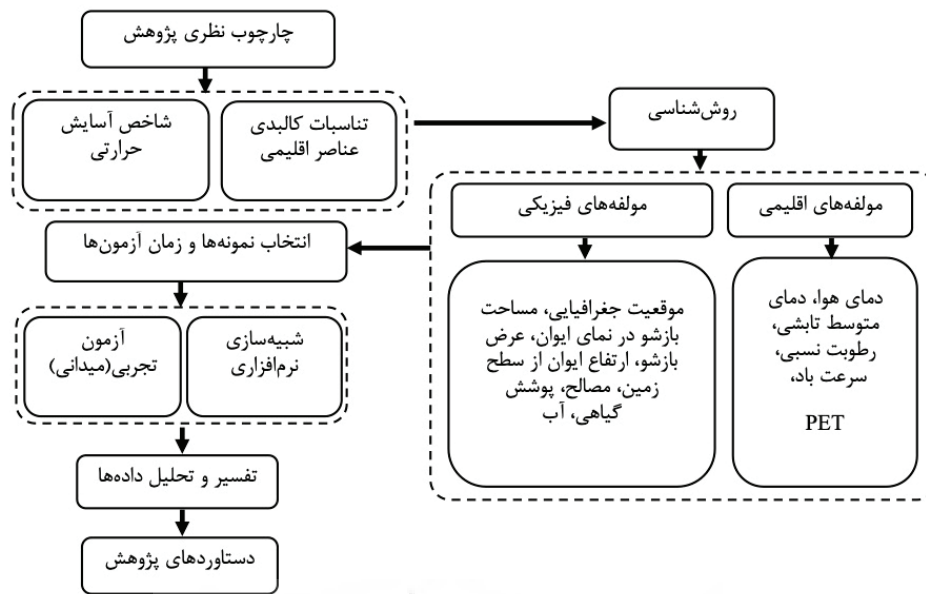 چارچوب نظری پژوهش
تناسبات کالبدی
عناصر اقلیمی
شاخص آسایش
حرارتی
روش‌شناسی
مولفه‌های اقلیمی
مولفه‌های فیزیکی
دمای هوا، دمای
متوسط تابشی،
رطوبت نسبی،
سرعت باد،
PET
موقعیت جغرافیایی، مساحت
بازشو در نمای ایوان، عرض
بازشو، ارتفاع ایوان از سطح
زمین، مصالح، پوشش
گیاهی، آب
انتخاب نمونه‌ها و زمان آزمون‌ها
شبیه‌سازی
نرم‌افزاری
آزمون
تجربی(میدانی)
تفسیر و تحلیل داده‌ها
دستاوردهای پژوهش